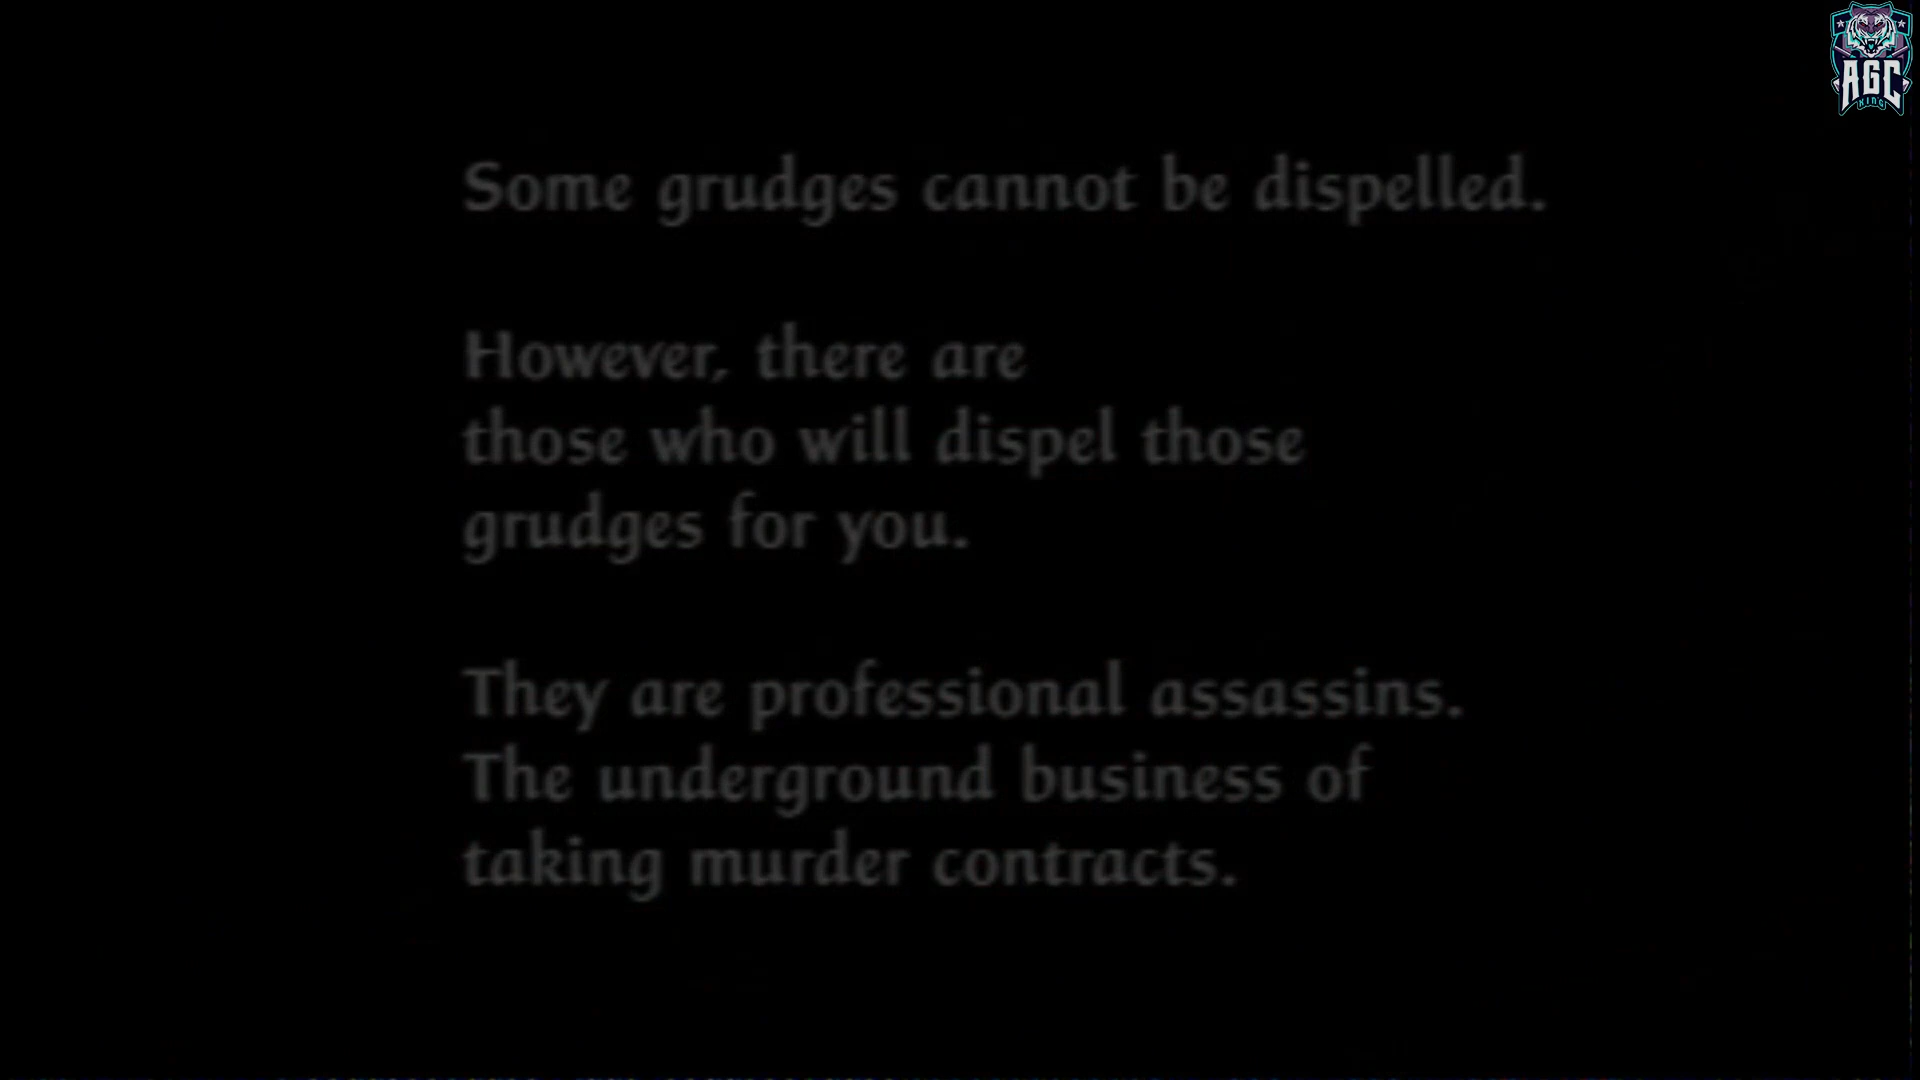 AGC
KING
Some grudges cannot be dispelled.
However, there are
those who will dispel those
grudges for you.
They are professional assassins.
The underground business of
taking murder contracts.